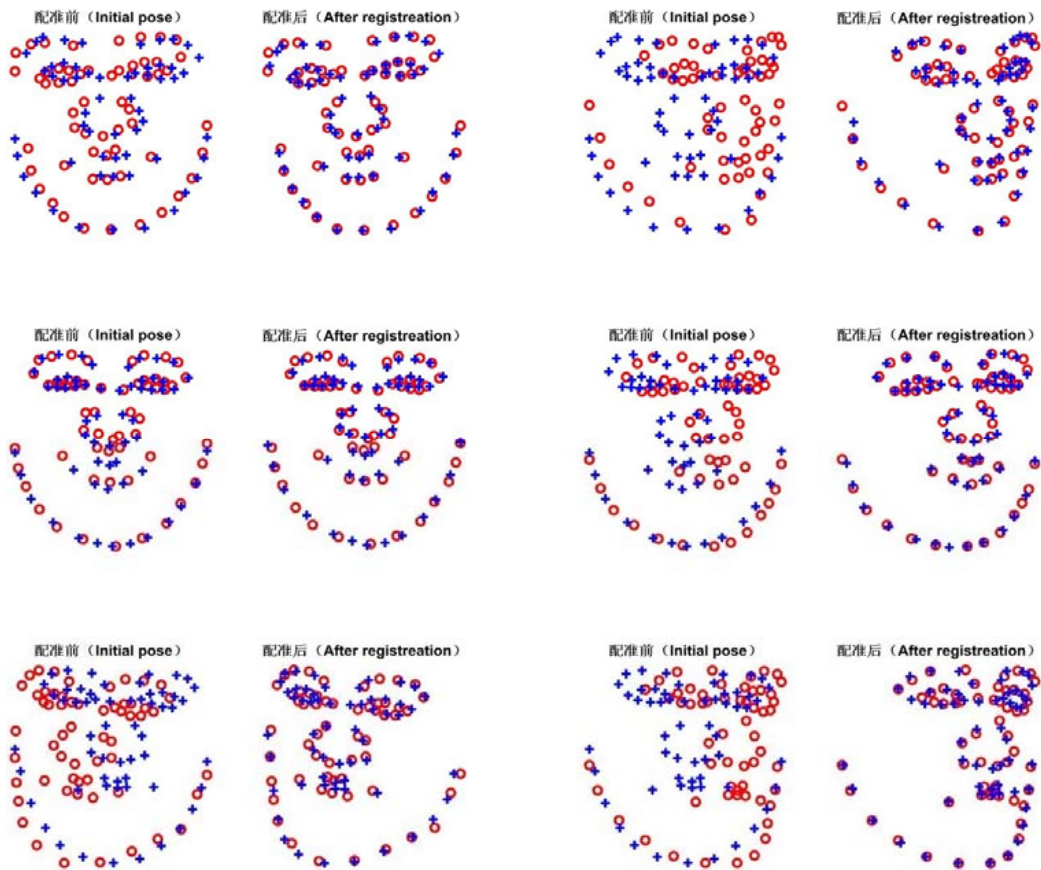 配准前（Initial pose）
配准后（After registreation）
配准前（Initial pose）
配准后（After registreation）
配准前（Initial pose）
配准后（After registreation）
配准前（Initial pose）
配准后（After registreation）
配准前（Initial pose）
配准后（After registreation）
配准前（Initial pose）
配准后（After registreation）